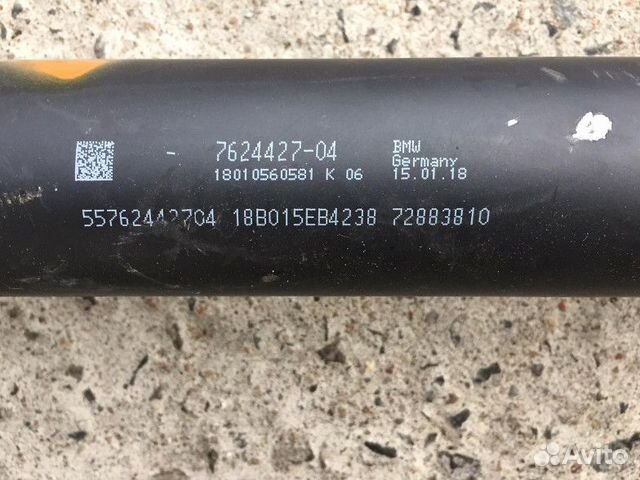 - 7624427-04 BMW
Germany
18010560581 K 06 15.01.18
55762442704 18B015EB4238 72883810
Avito